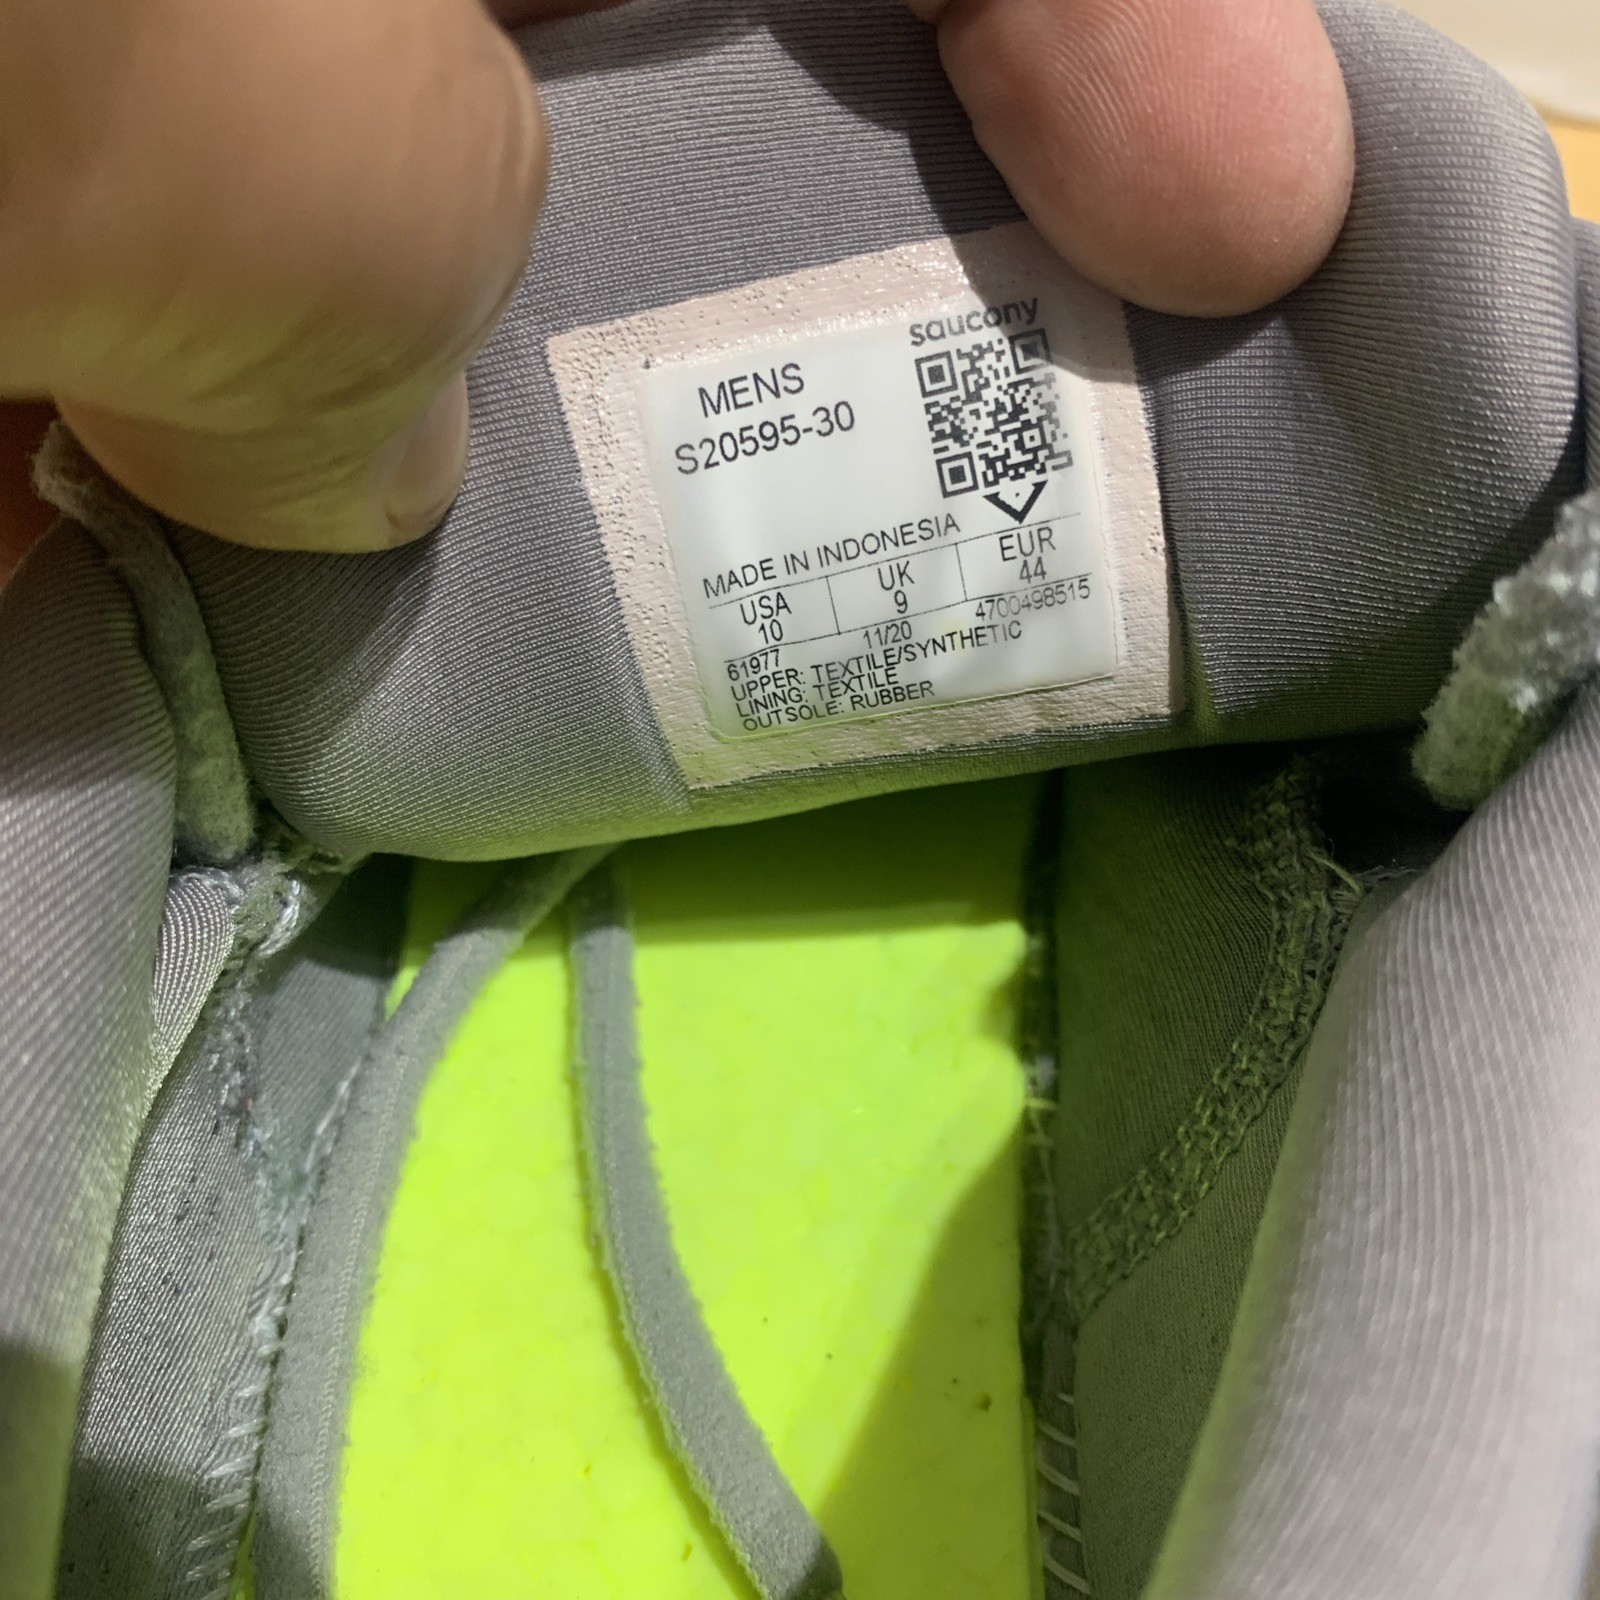 saucony
MENS
S20595-30
MADE IN INDONESIA
USA UK EUR
10 9 44
61977 11/20 4700498515
UPPER: TEXTILE/SYNTHETIC
LINING: TEXTILE
OUTSOLE: RUBBER